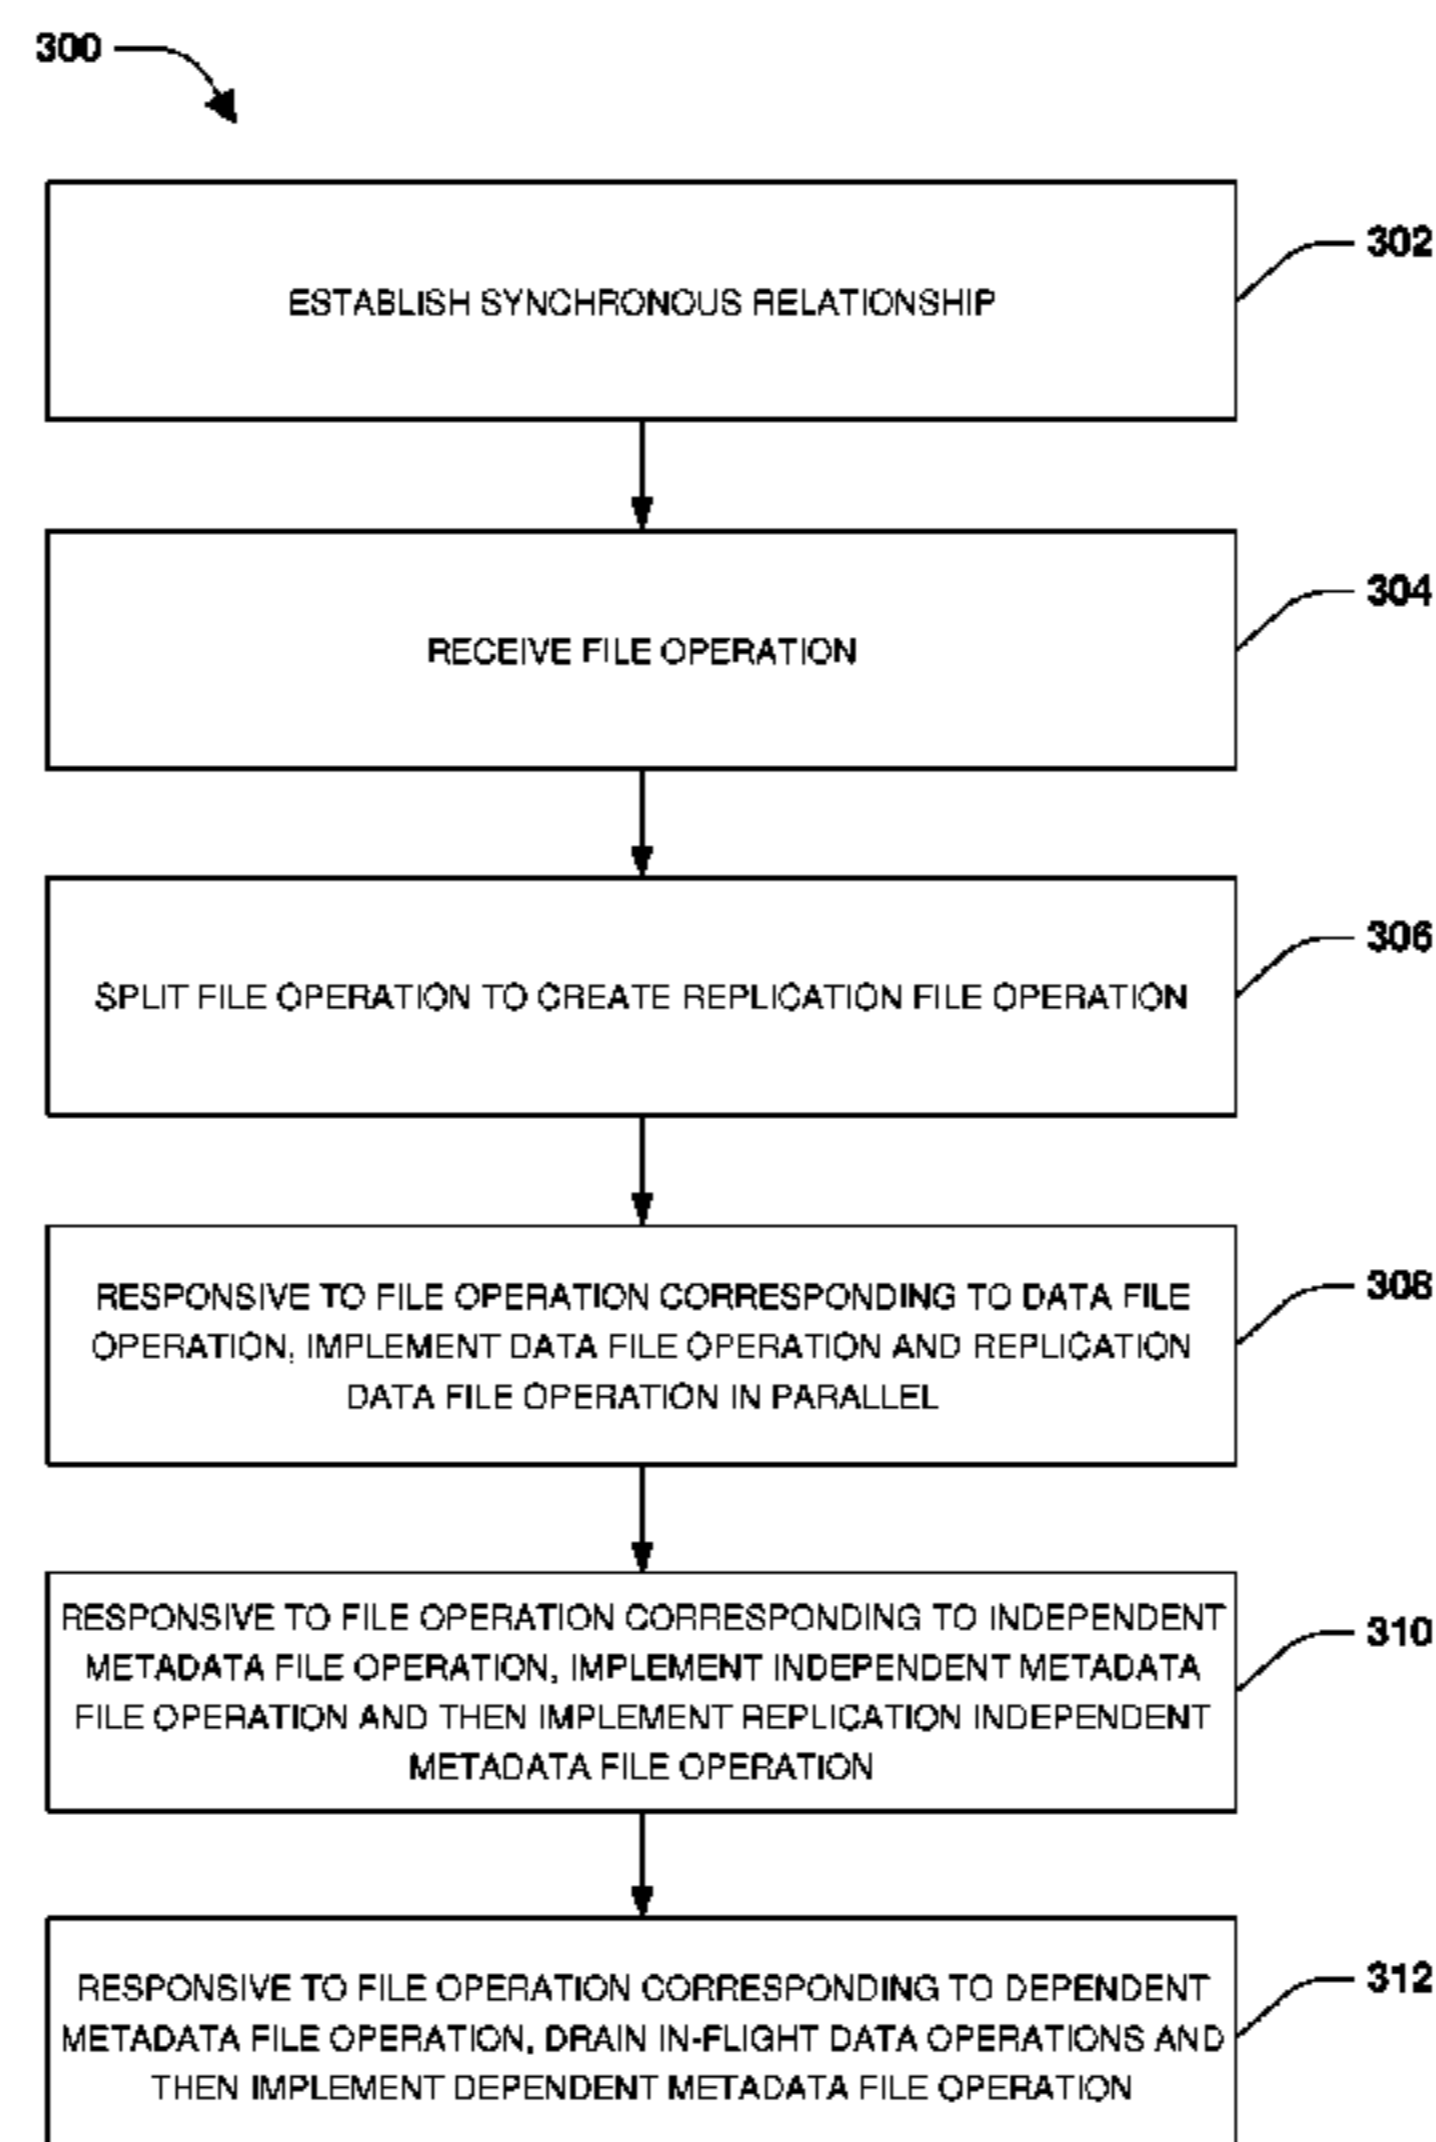 300
ESTABLISH SYNCHRONOUS RELATIONSHIP
302
RECEIVE FILE OPERATION
304
SPLIT FILE OPERATION TO CREATE REPLICATION FILE OPERATION
306
RESPONSIVE TO FILE OPERATION CORRESPONDING TO DATA FILE
OPERATION, IMPLEMENT DATA FILE OPERATION AND REPLICATION
DATA FILE OPERATION IN PARALLEL
308
RESPONSIVE TO FILE OPERATION CORRESPONDING TO INDEPENDENT
METADATA FILE OPERATION, IMPLEMENT INDEPENDENT METADATA
FILE OPERATION AND THEN IMPLEMENT REPLICATION INDEPENDENT
METADATA FILE OPERATION
310
RESPONSIVE TO FILE OPERATION CORRESPONDING TO DEPENDENT
METADATA FILE OPERATION, DRAIN IN-FLIGHT DATA OPERATIONS AND
THEN IMPLEMENT DEPENDENT METADATA FILE OPERATION
312